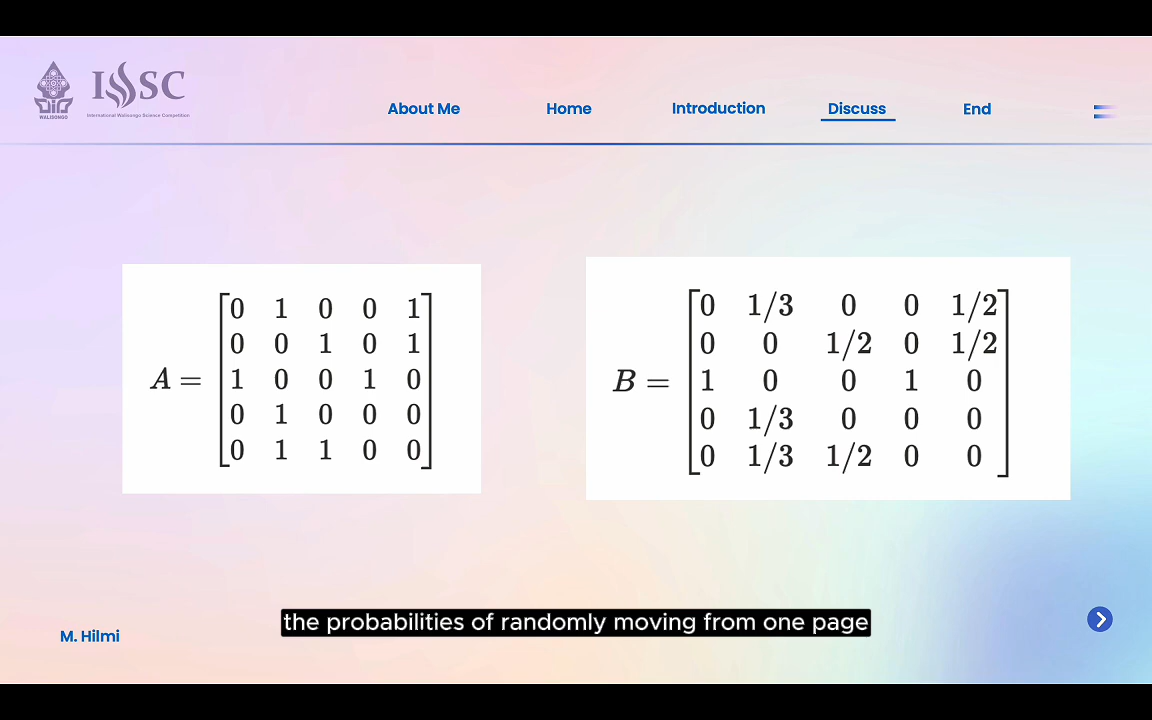 WALISONGO
ISSC
International Walisongo Science Competition
About Me
Home
Introduction
Discuss
End
A =
0 1 0 0 1
0 0 1 0 1
1 0 0 1 0
0 1 0 0 0
0 1 1 0 0
B =
0 1/3 0 0 1/2
0 0 1/2 0 1/2
1 0 0 1 0
0 1/3 0 0 0
0 1/3 1/2 0 0
the probabilities of randomly moving from one page
M. Hilmi